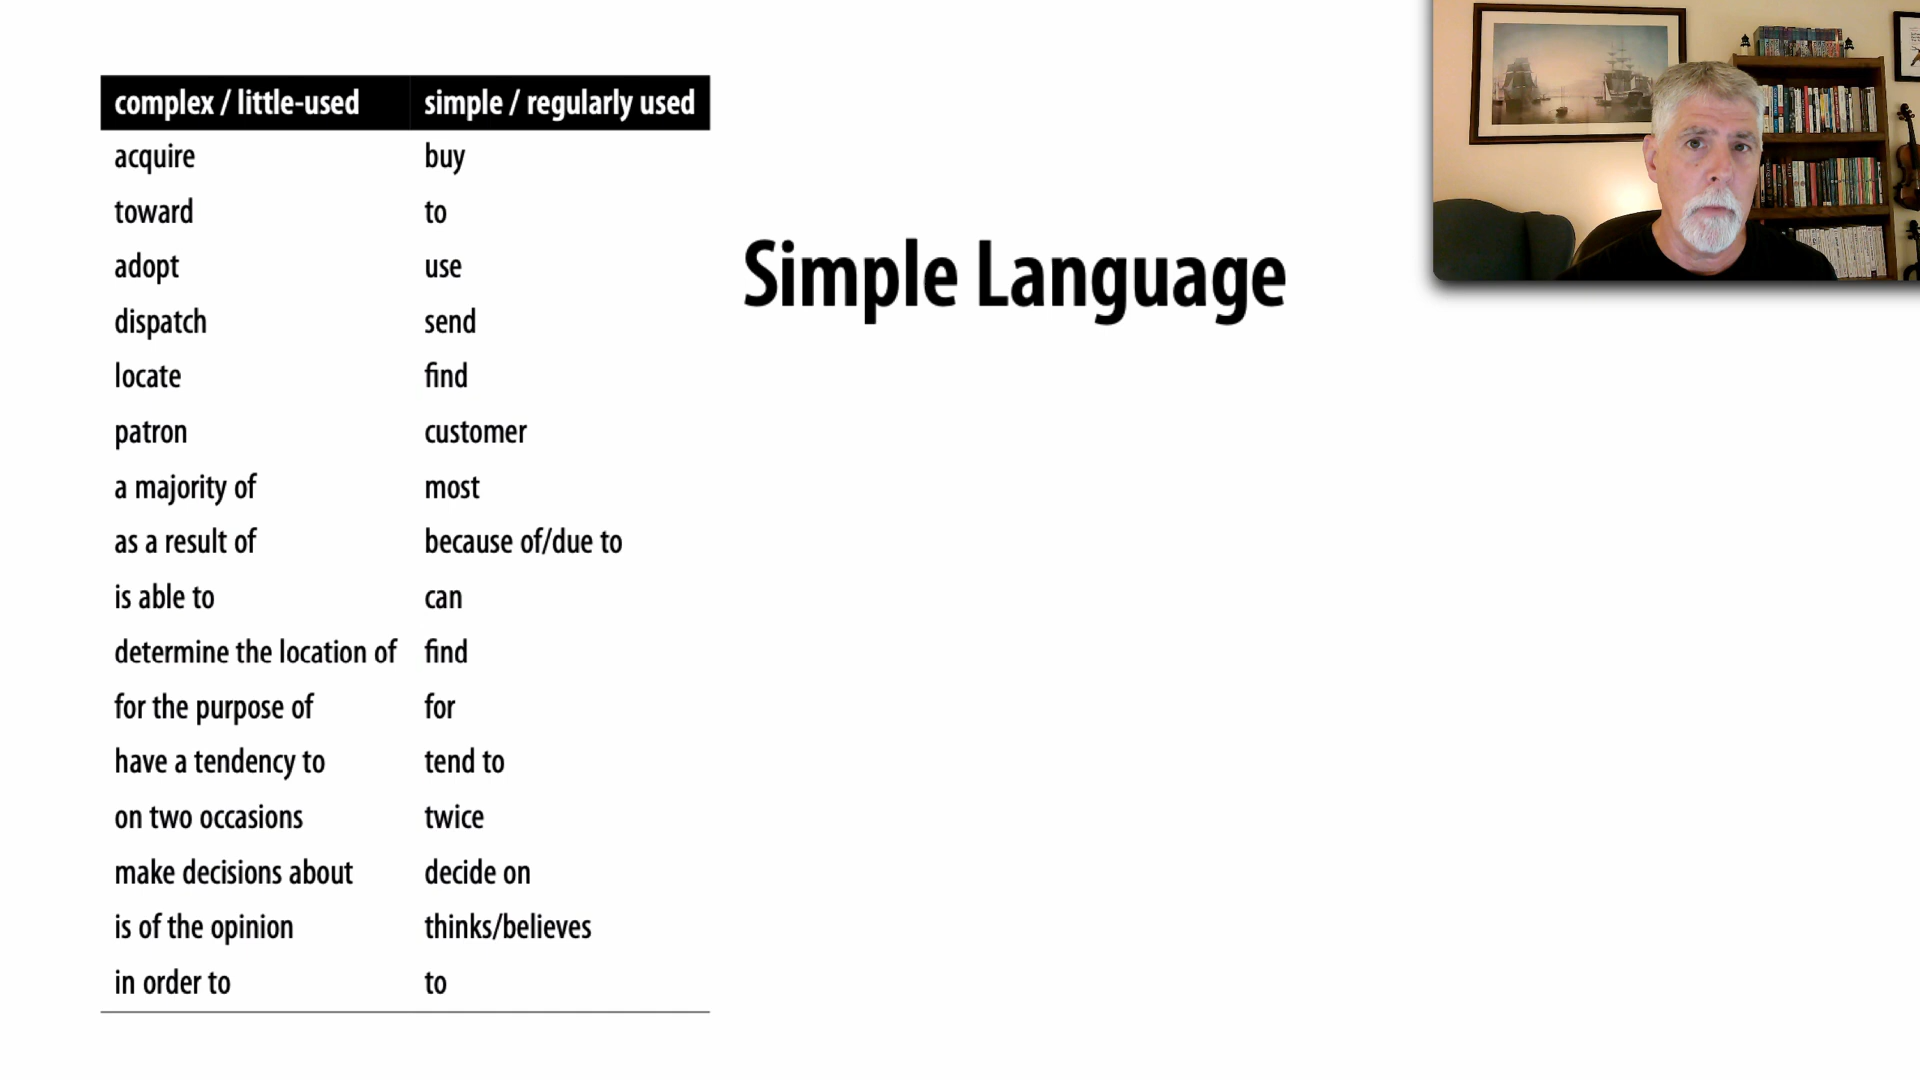 complex / little-used simple / regularly used
acquire buy
toward to
adopt use
dispatch send
locate find
patron customer
a majority of most
as a result of because of/due to
is able to can
determine the location of find
for the purpose of for
have a tendency to tend to
on two occasions twice
make decisions about decide on
is of the opinion thinks/believes
in order to to
Simple Language